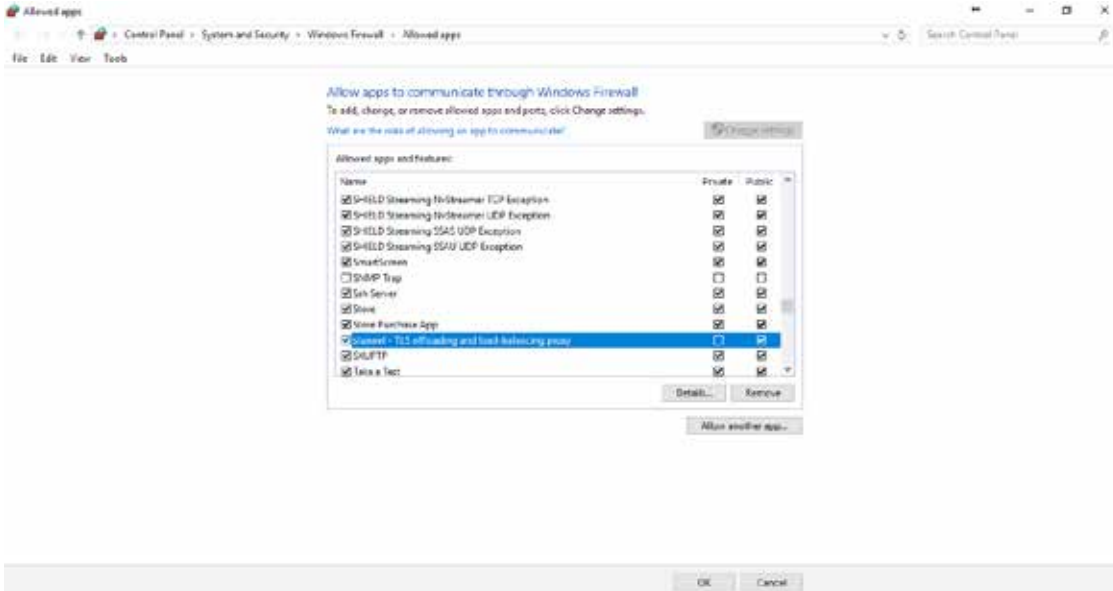 Allowed apps
Control Panel › System and Security › Windows Firewall › Allowed apps
Search Control Panel
File Edit View Tools
Allow apps to communicate through Windows Firewall
To add, change, or remove allowed apps and ports, click Change settings.
What are the risks of allowing an app to communicate?
Change settings
Allowed apps and features:
Name Private Public
SHIELD Streaming NvStreamer TCP Exception
SHIELD Streaming NvStreamer UDP Exception
SHIELD Streaming SSAS UDP Exception
SHIELD Streaming SSAU UDP Exception
SmartScreen
SNMP Trap
Ssh Server
Store
Store Purchase App
stunnel - TLS offloading and load-balancing proxy
Take a Test
Details... Remove
Allow another app...
OK Cancel